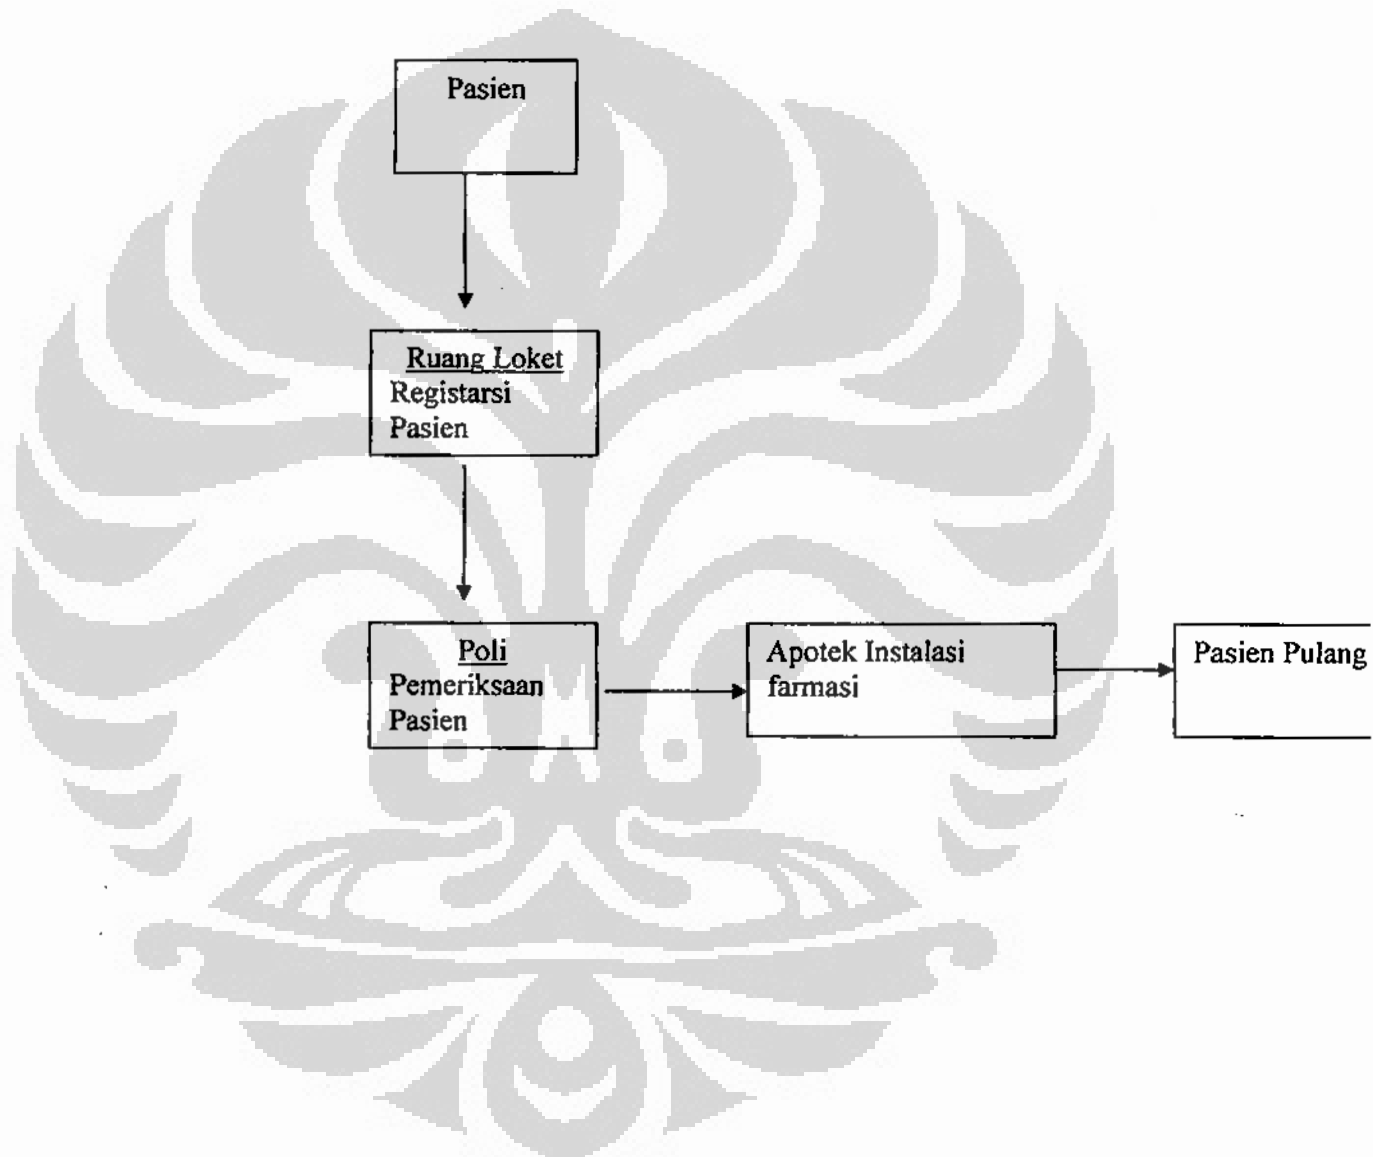 Pasien
Ruang Loket
Registarsi
Pasien
Poli
Pemeriksaan
Pasien
Apotek Instalasi
farmasi
Pasien Pulang